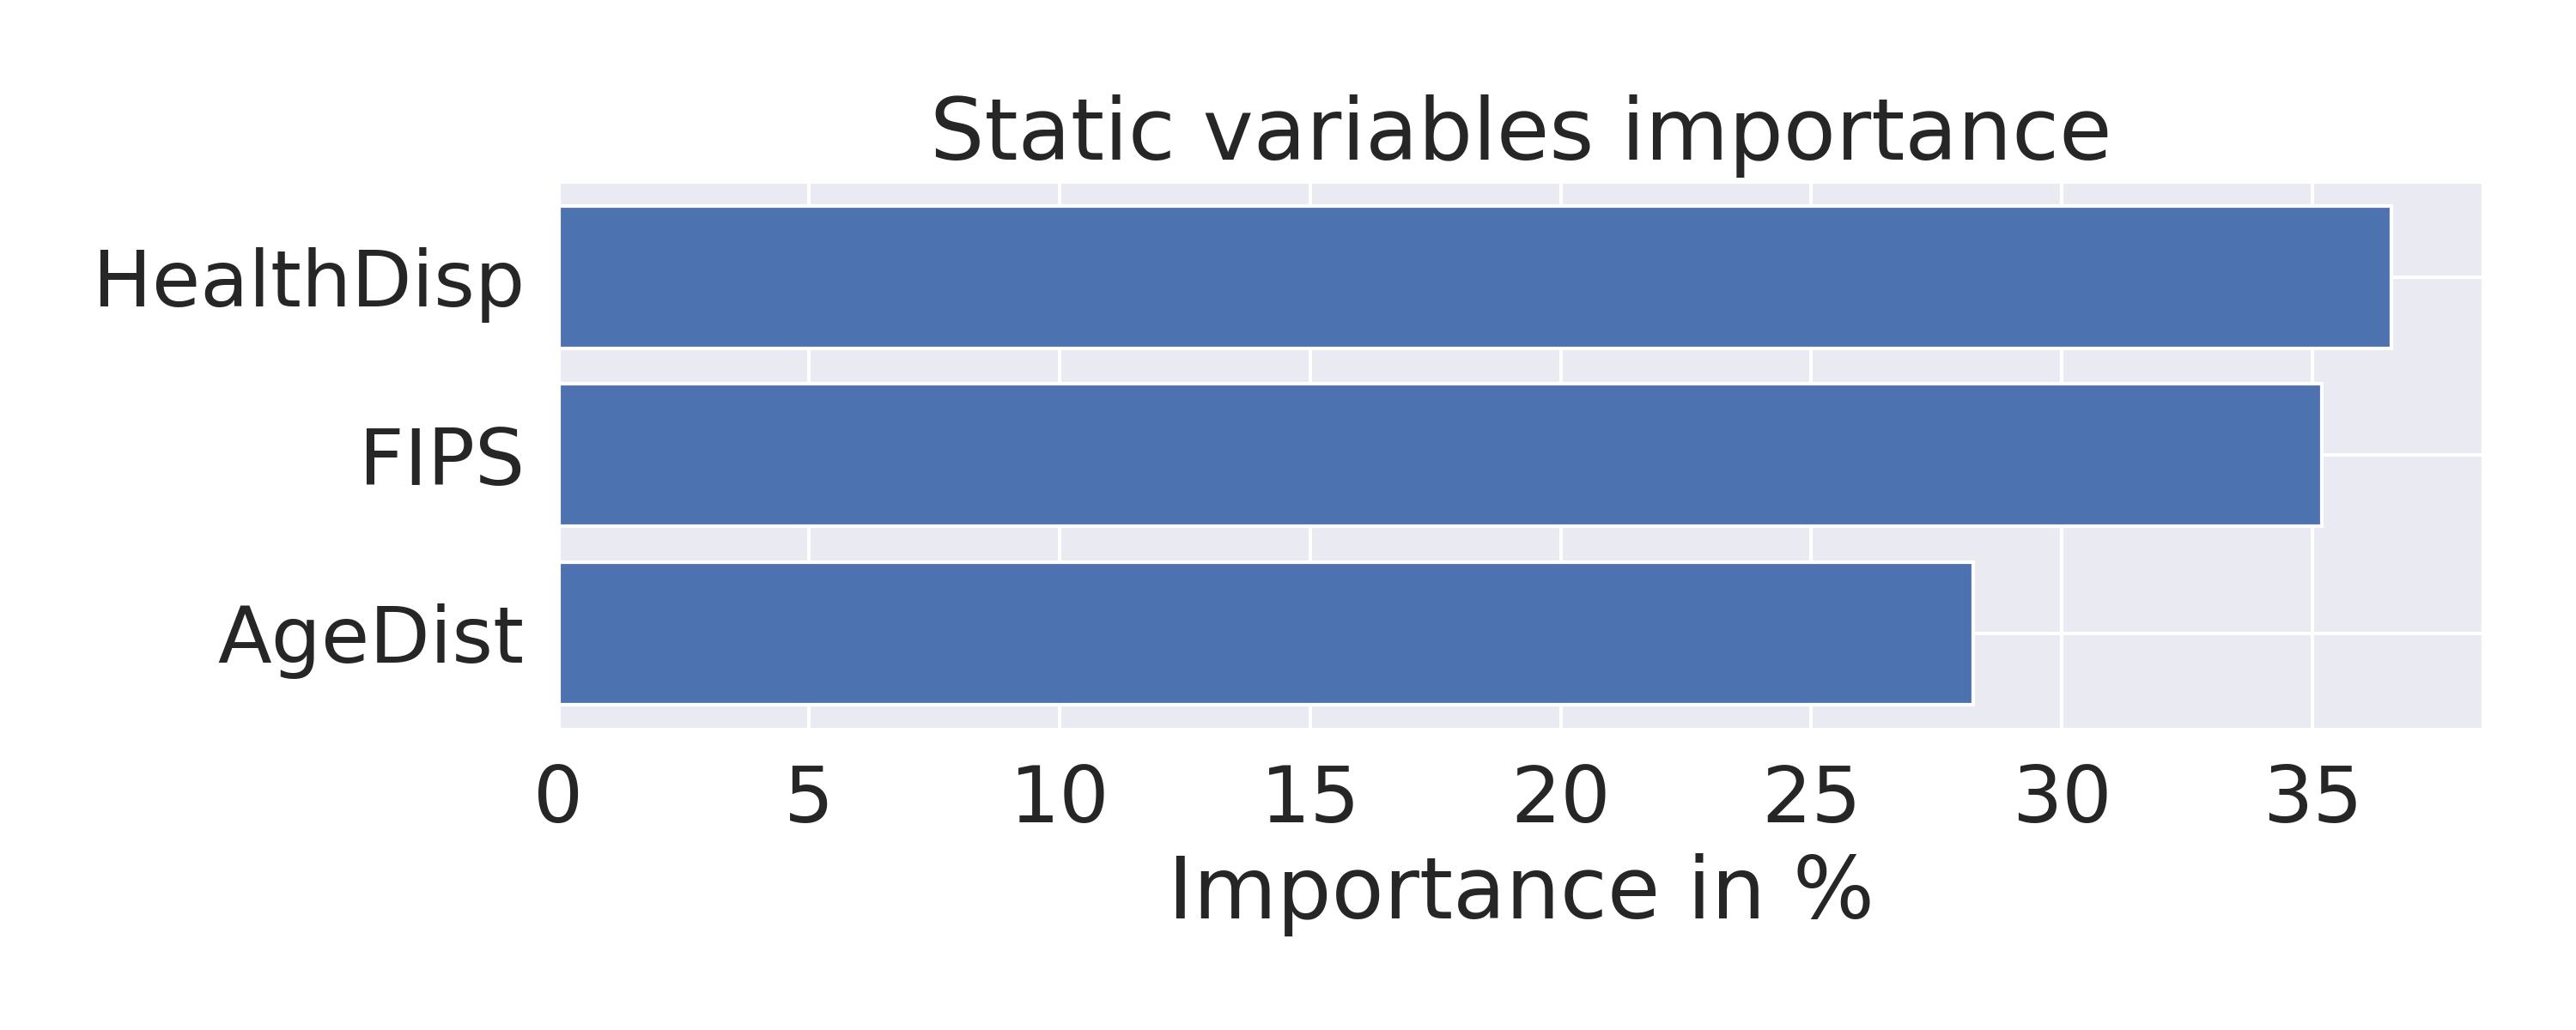 Static variables importance
HealthDisp
FIPS
AgeDist
0 5 10 15 20 25 30 35
Importance in %